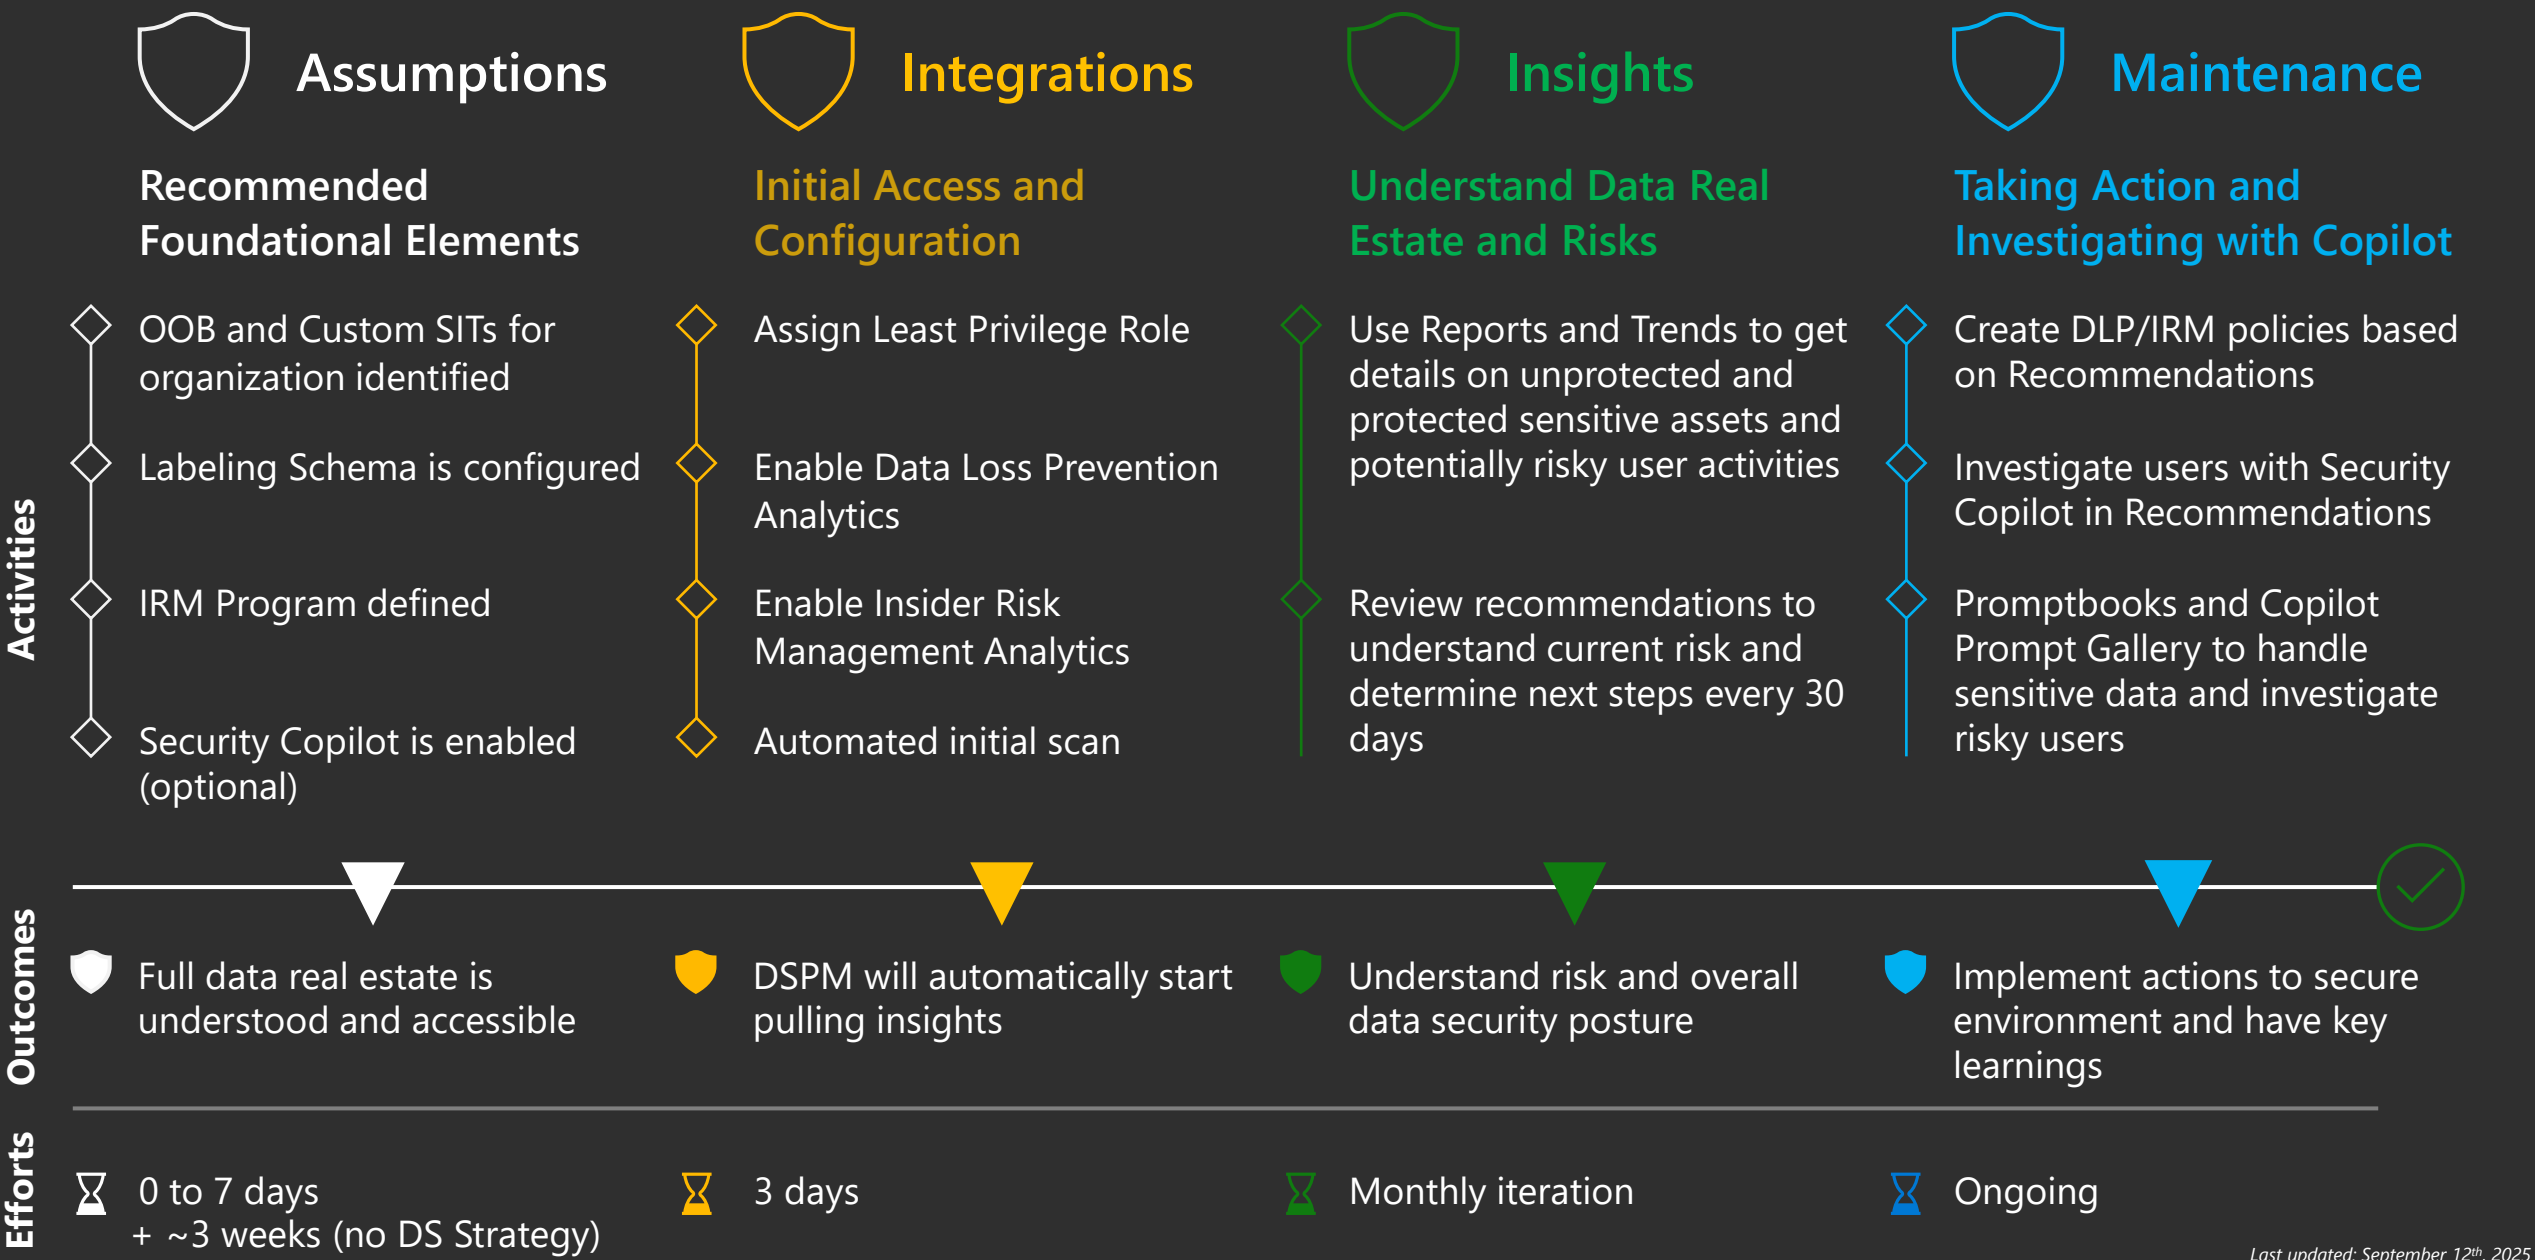 Assumptions
Integrations
Insights
Maintenance
Recommended
Foundational Elements
Initial Access and
Configuration
Understand Data Real
Estate and Risks
Taking Action and
Investigating with Copilot
Activities
OOB and Custom SITs for
organization identified
Labeling Schema is configured
IRM Program defined
Security Copilot is enabled
(optional)
Assign Least Privilege Role
Enable Data Loss Prevention
Analytics
Enable Insider Risk
Management Analytics
Automated initial scan
Use Reports and Trends to get
details on unprotected and
protected sensitive assets and
potentially risky user activities
Review recommendations to
understand current risk and
determine next steps every 30
days
Create DLP/IRM policies based
on Recommendations
Investigate users with Security
Copilot in Recommendations
Promptbooks and Copilot
Prompt Gallery to handle
sensitive data and investigate
risky users
Outcomes
Full data real estate is
understood and accessible
DSPM will automatically start
pulling insights
Understand risk and overall
data security posture
Implement actions to secure
environment and have key
learnings
Efforts
0 to 7 days
+ ~3 weeks (no DS Strategy)
3 days
Monthly iteration
Ongoing
Last updated: September 12th, 2025